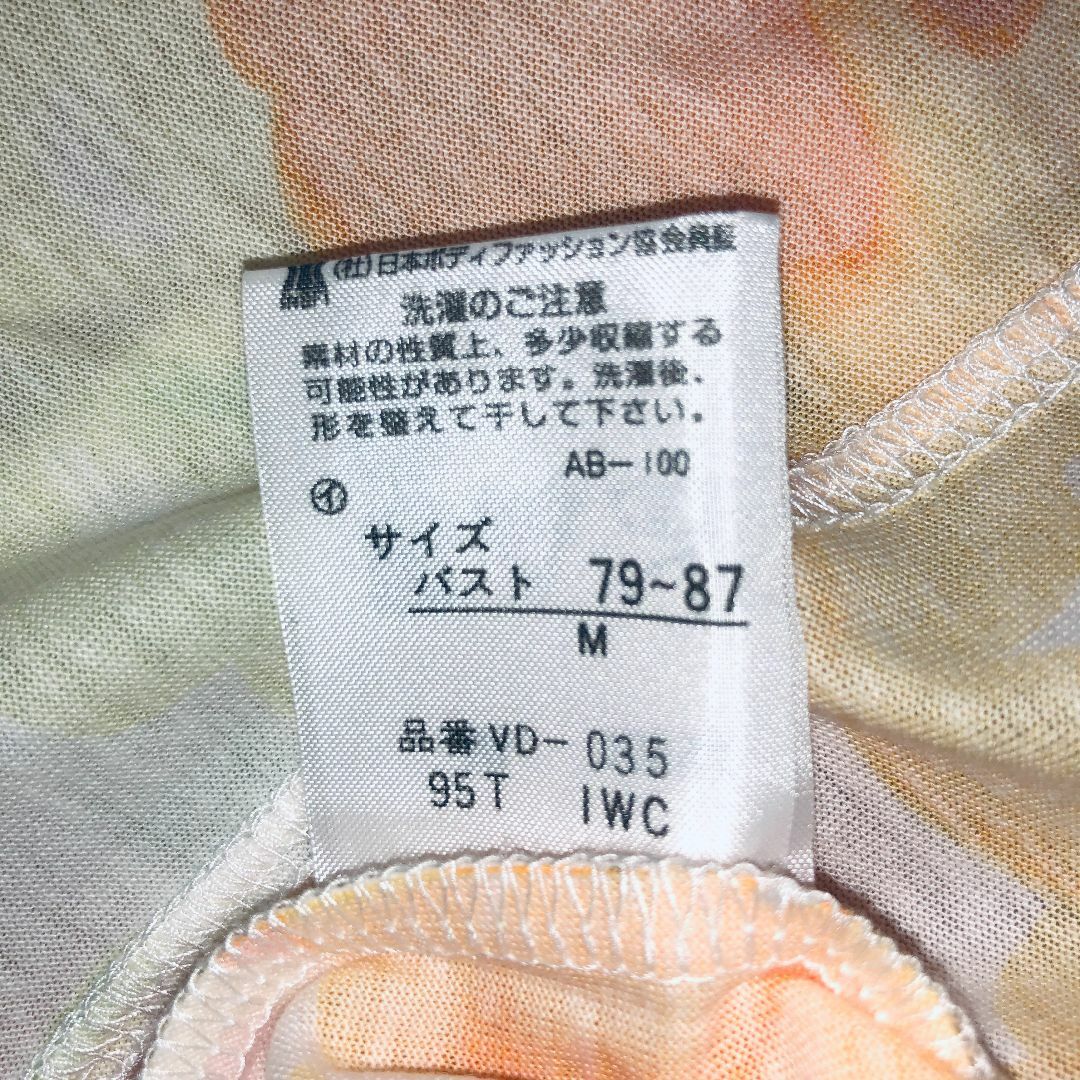 (社)日本ボディファッション協会員証
洗濯のご注意
素材の性質上、多少収縮する
可能性があります。洗濯後、
形を整えて干して下さい。
AB-100
㋑
サイズ
バスト 79~87
M
品番 VD-035
95T IWC